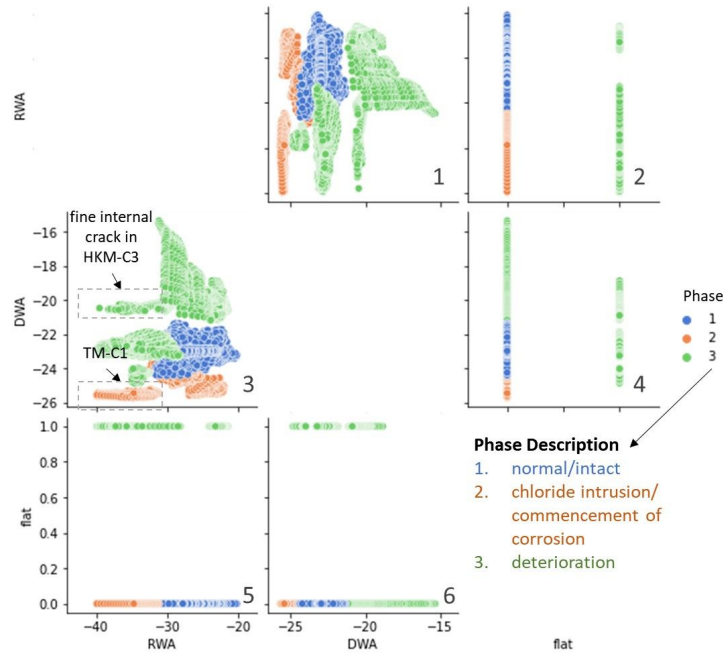 RWA
1
2
fine internal
crack in
HKM-C3
DWA
−16
−18
−20
−22
−24
−26
TM-C1
3
4
Phase
1
2
3
flat
1.0
0.8
0.6
0.4
0.2
0.0
5
6
−40
−30
−20
RWA
−25
−20
−15
DWA
flat
Phase Description
1. normal/intact
2. chloride intrusion/
commencement of
corrosion
3. deterioration